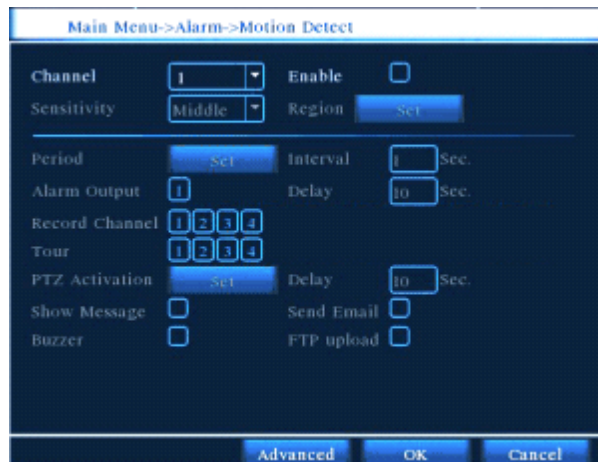 Main Menu->Alarm->Motion Detect
Channel 1 Enable
Sensitivity Middle Region Set
Period Set Interval 1 Sec.
Alarm Output 1 Delay 10 Sec.
Record Channel 1 2 3 4
Tour 1 2 3 4
PTZ Activation Set Delay 10 Sec.
Show Message Send Email
Buzzer FTP upload
Advanced OK Cancel